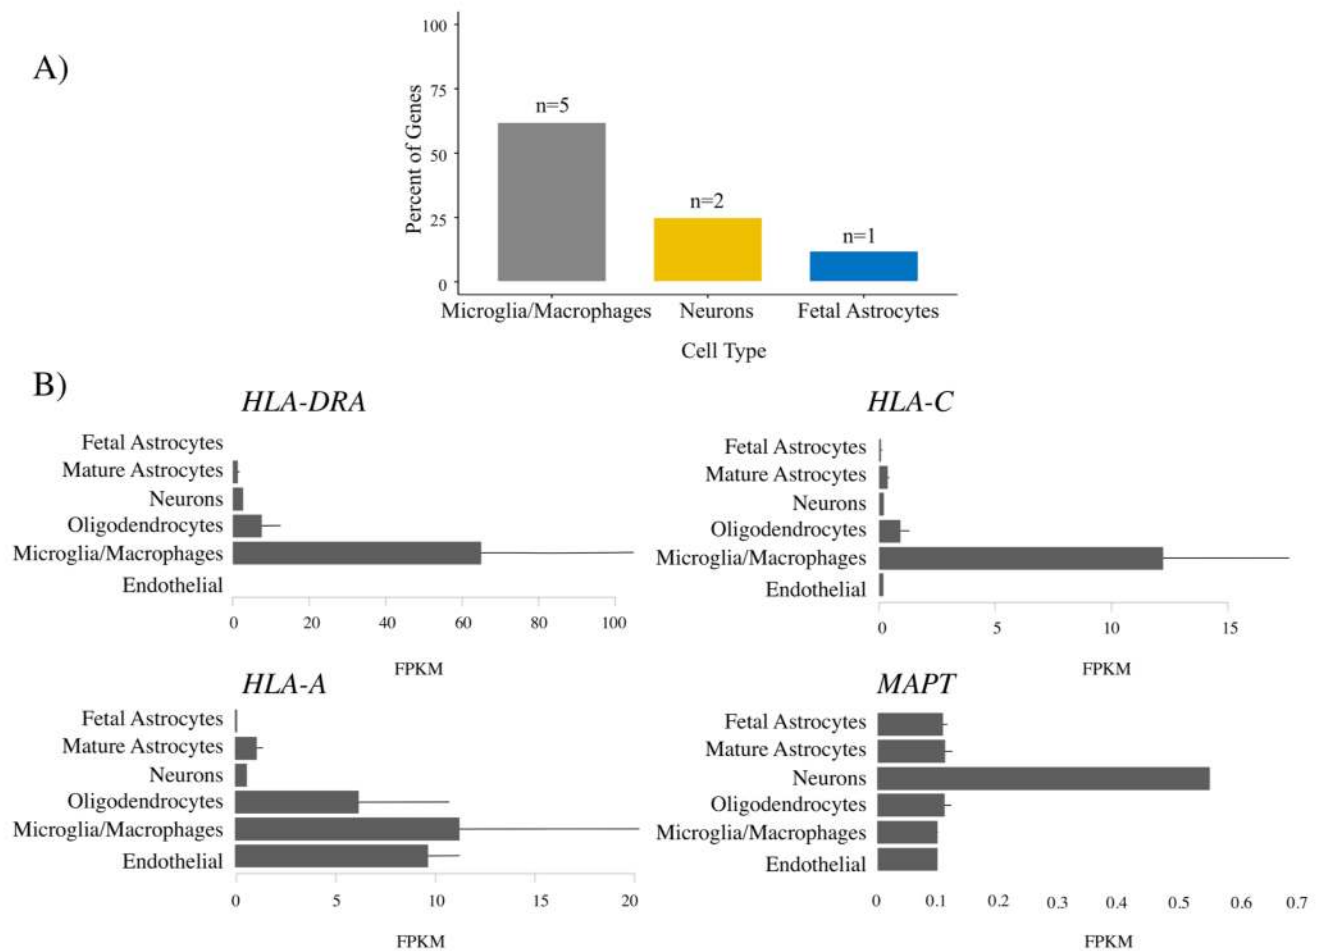 A)
100
75
50
25
0
Percent of Genes
n=5
n=2
n=1
Microglia/Macrophages Neurons Fetal Astrocytes
Cell Type
B)
HLA-DRA
Fetal Astrocytes
Mature Astrocytes
Neurons
Oligodendrocytes
Microglia/Macrophages
Endothelial
0 20 40 60 80 100
FPKM
HLA-C
Fetal Astrocytes
Mature Astrocytes
Neurons
Oligodendrocytes
Microglia/Macrophages
Endothelial
0 5 10 15
FPKM
HLA-A
Fetal Astrocytes
Mature Astrocytes
Neurons
Oligodendrocytes
Microglia/Macrophages
Endothelial
0 5 10 15 20
FPKM
MAPT
Fetal Astrocytes
Mature Astrocytes
Neurons
Oligodendrocytes
Microglia/Macrophages
Endothelial
0 0.1 0.2 0.3 0.4 0.5 0.6 0.7
FPKM